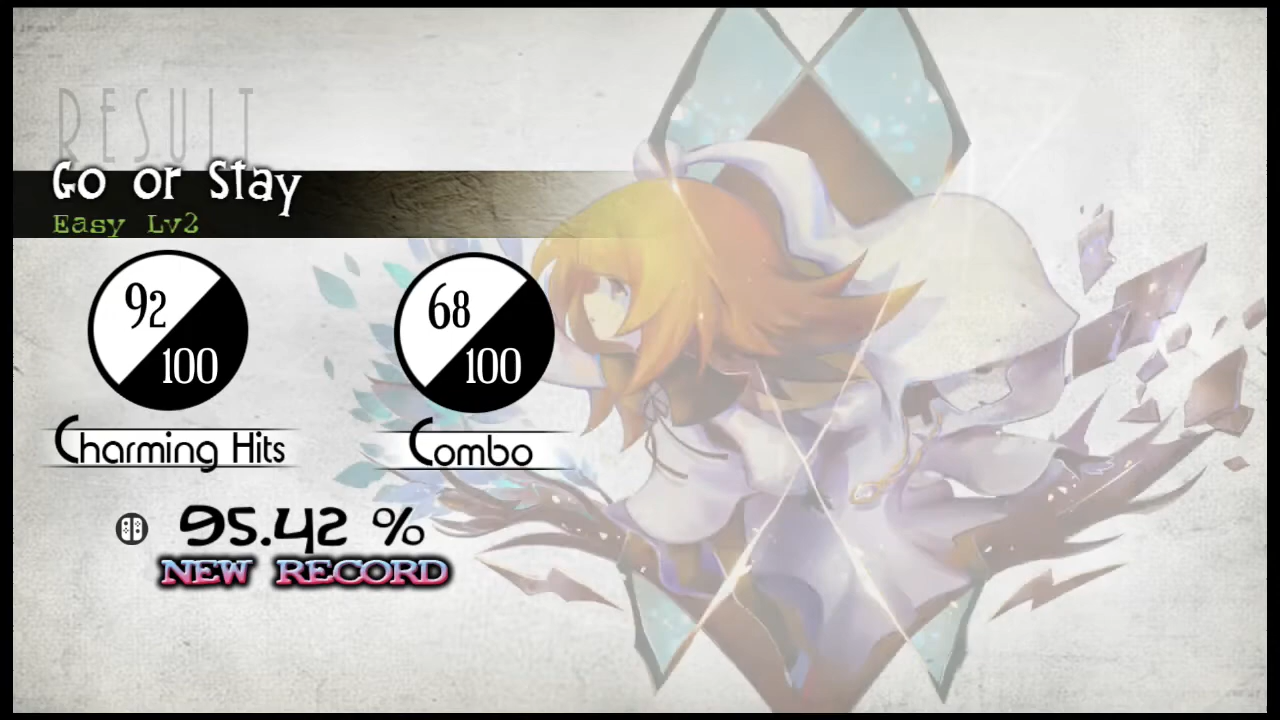 RESULT
Go or Stay
Easy Lv2
92
100
Charming Hits
68
100
Combo
95.42 %
NEW RECORD